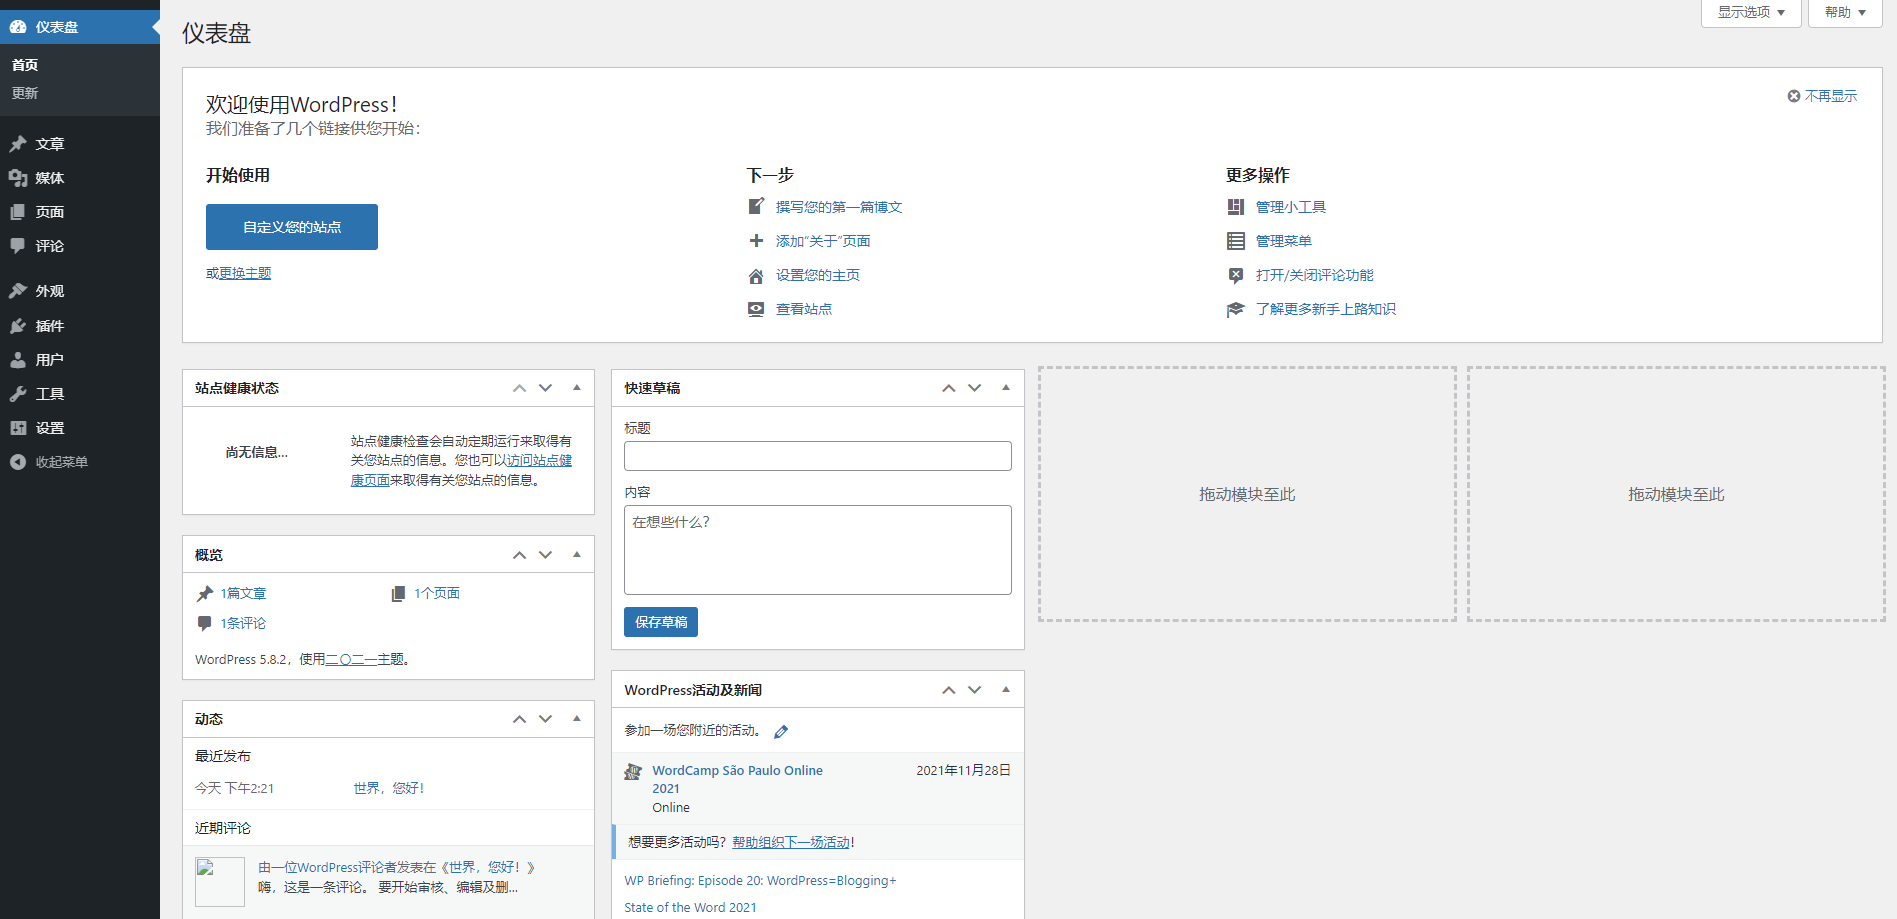 仪表盘
首页
更新
文章
媒体
页面
评论
外观
插件
用户
工具
设置
收起菜单
显示选项
帮助
仪表盘
欢迎使用WordPress！
我们准备了几个链接供您开始：
不再显示
开始使用
自定义您的站点
或更换主题
下一步
撰写您的第一篇博文
添加“关于”页面
设置您的主页
查看站点
更多操作
管理小工具
管理菜单
打开/关闭评论功能
了解更多新手上路知识
站点健康状态
尚无信息…
站点健康检查会自动定期运行来取得有
关您站点的信息。您也可以访问站点健
康页面来取得有关您站点的信息。
概览
1篇文章
1个页面
1条评论
WordPress 5.8.2，使用二〇二一主题。
动态
最近发布
今天 下午2:21
世界，您好！
近期评论
由一位WordPress评论者发表在《世界，您好！》
嗨，这是一条评论。 要开始审核、编辑及删…
快速草稿
标题
内容
在想些什么？
保存草稿
WordPress活动及新闻
参加一场您附近的活动。
WordCamp São Paulo Online
2021
Online
2021年11月28日
想要更多活动吗？帮助组织下一场活动！
WP Briefing: Episode 20: WordPress=Blogging+
State of the Word 2021
拖动模块至此
拖动模块至此